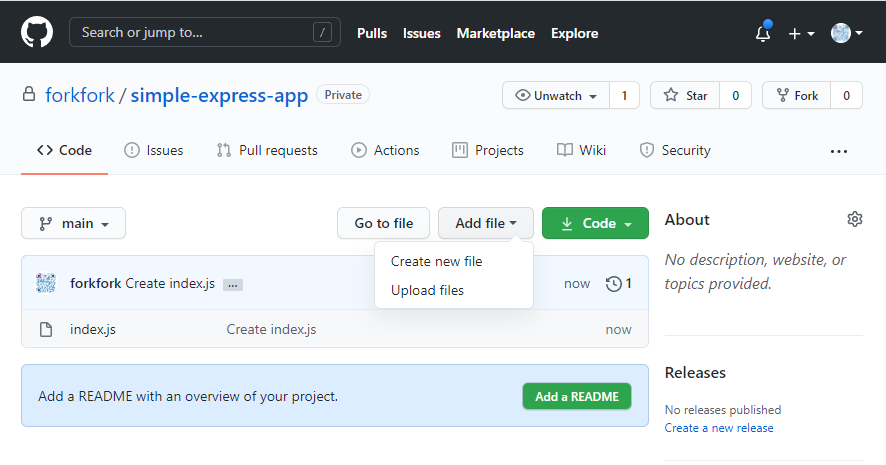 Search or jump to... / Pulls Issues Marketplace Explore
forkfork / simple-express-app Private Unwatch 1 Star 0 Fork 0
Code Issues Pull requests Actions Projects Wiki Security ...
main Go to file Add file Code
Create new file
Upload files
forkfork Create index.js ... now 1
index.js Create index.js now
Add a README with an overview of your project. Add a README
About
No description, website, or
topics provided.
Releases
No releases published
Create a new release